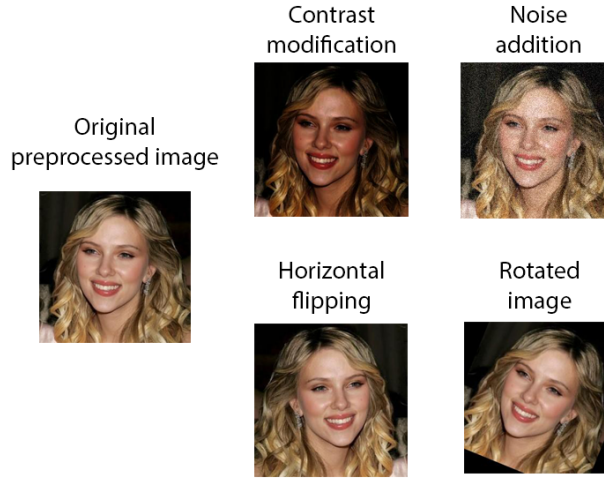 Original
preprocessed image
Contrast
modification
Noise
addition
Horizontal
flipping
Rotated
image